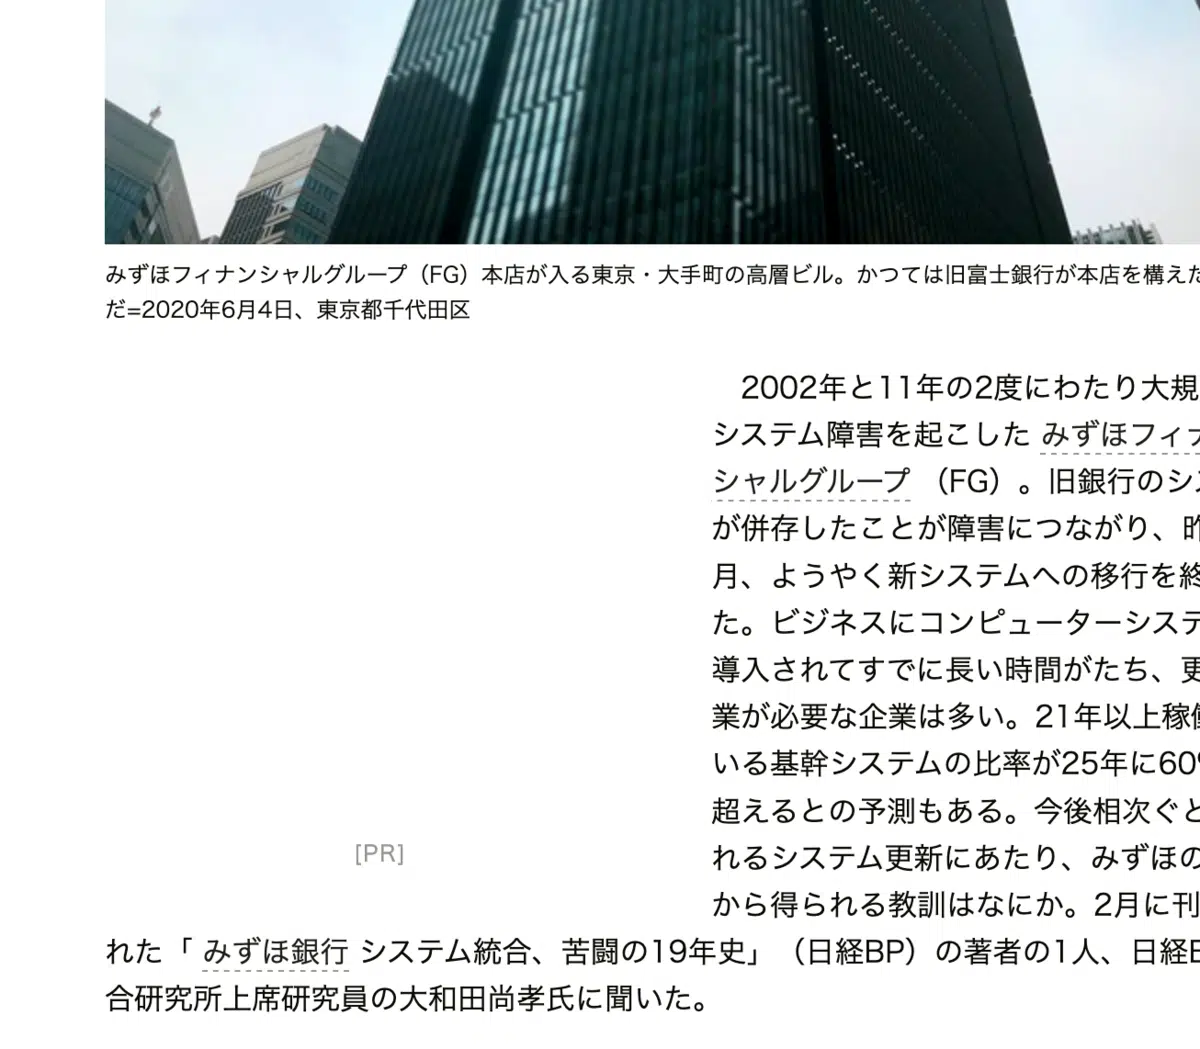 みずほフィナンシャルグループ（FG）本店が入る東京・大手町の高層ビル。かつては旧富士銀行が本店を構えた
だ=2020年6月4日、東京都千代田区
2002年と11年の2度にわたり大規
システム障害を起こした みずほフィナ
シャルグループ （FG）。旧銀行のシス
が併存したことが障害につながり、昨
月、ようやく新システムへの移行を終
た。ビジネスにコンピューターシステ
導入されてすでに長い時間がたち、更
業が必要な企業は多い。21年以上稼働
いる基幹システムの比率が25年に60%
超えるとの予測もある。今後相次ぐと
[PR]
れるシステム更新にあたり、みずほの
から得られる教訓はなにか。2月に刊
れた「 みずほ銀行 システム統合、苦闘の19年史」（日経BP）の著者の1人、日経B
合研究所上席研究員の大和田尚孝氏に聞いた。